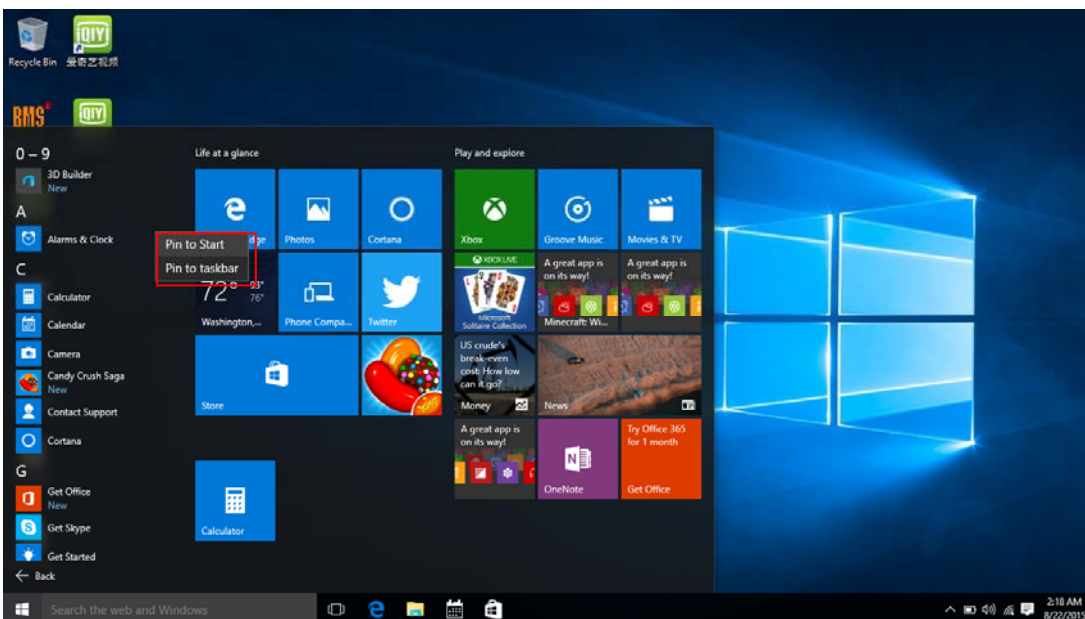 Recycle Bin
爱奇艺视频
iQIYI
BMS
iQIYI
0 – 9
3D Builder
New
A
Alarms & Clock
C
Calculator
Calendar
Camera
Candy Crush Saga
New
Contact Support
Cortana
G
Get Office
New
Get Skype
Get Started
Back
Pin to Start
Pin to taskbar
Life at a glance
dge
Photos
Cortana
72°
93°
76°
Washington,...
Phone Compa...
Twitter
Store
Calculator
Play and explore
Xbox
Groove Music
Movies & TV
XBOX LIVE
Microsoft
Solitaire Collection
A great app is
on its way!
Minecraft: Wi...
A great app is
on its way!
US crude's
break-even
cost: How low
can it go?
Money
News
A great app is
on its way!
OneNote
Try Office 365
for 1 month
Get Office
Search the web and Windows
2:18 AM
8/22/2015